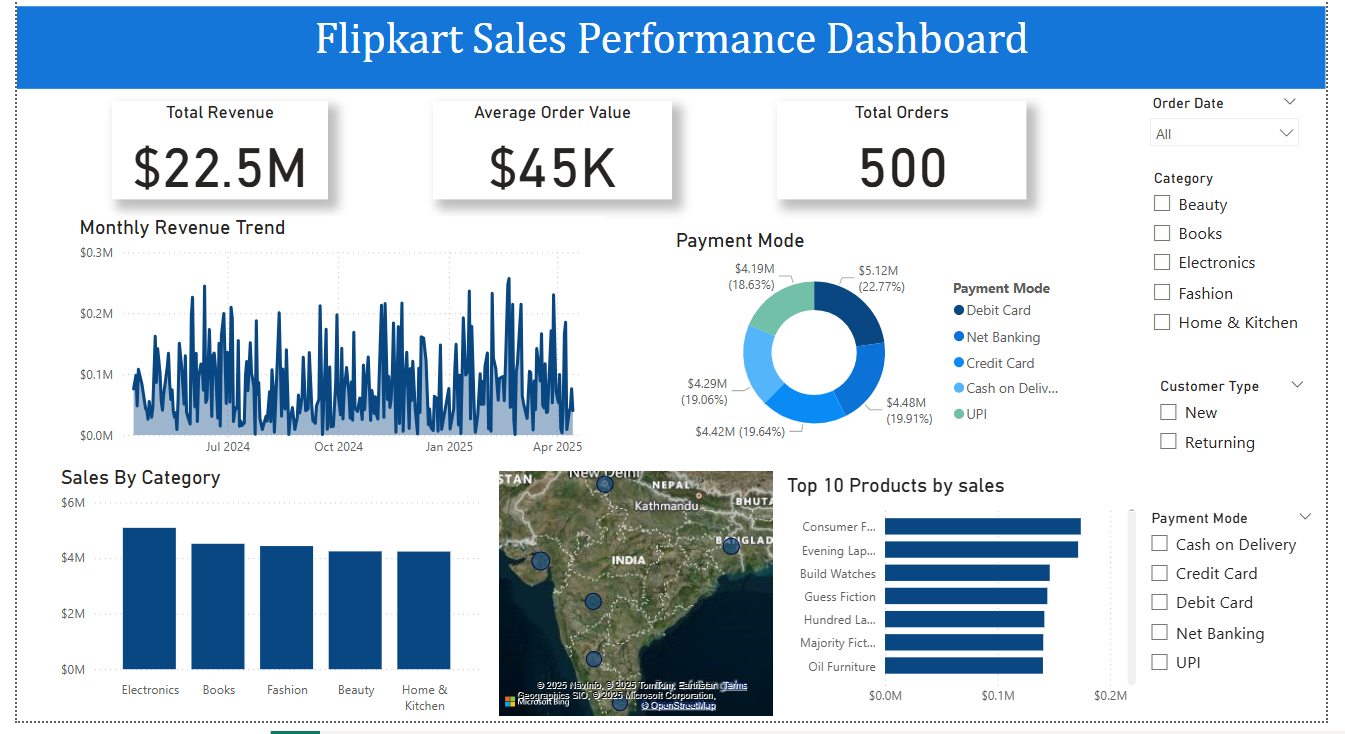 Flipkart Sales Performance Dashboard
Total Revenue
$22.5M
Average Order Value
$45K
Total Orders
500
Order Date
All
Category
Beauty
Books
Electronics
Fashion
Home & Kitchen
Customer Type
New
Returning
Monthly Revenue Trend
$0.3M
$0.2M
$0.1M
$0.0M
Jul 2024
Oct 2024
Jan 2025
Apr 2025
Payment Mode
$4.19M
(18.63%)
$5.12M
(22.77%)
$4.29M
(19.06%)
$4.48M
(19.91%)
$4.42M (19.64%)
Payment Mode
Debit Card
Net Banking
Credit Card
Cash on Deliv...
UPI
Sales By Category
$6M
$4M
$2M
$0M
Electronics
Books
Fashion
Beauty
Home &
Kitchen
STAN
New Delhi
NEPAL
Kathmandu
BHUTA
BANGLAD
INDIA
© 2025 NavInfo, © 2025 TomTom, Earthstar Terms
Geographics SIO, © 2025 Microsoft Corporation,
Microsoft Bing
© OpenStreetMap
Top 10 Products by sales
Consumer F...
Evening Lap...
Build Watches
Guess Fiction
Hundred La...
Majority Fict...
Oil Furniture
$0.0M
$0.1M
$0.2M
Payment Mode
Cash on Delivery
Credit Card
Debit Card
Net Banking
UPI